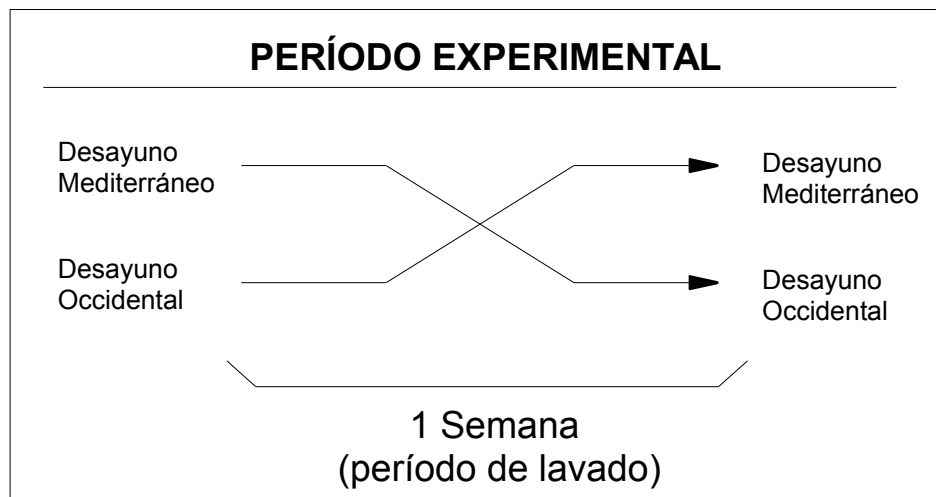 PERÍODO EXPERIMENTAL
Desayuno
Mediterráneo
Desayuno
Mediterráneo
Desayuno
Occidental
Desayuno
Occidental
1 Semana
(período de lavado)